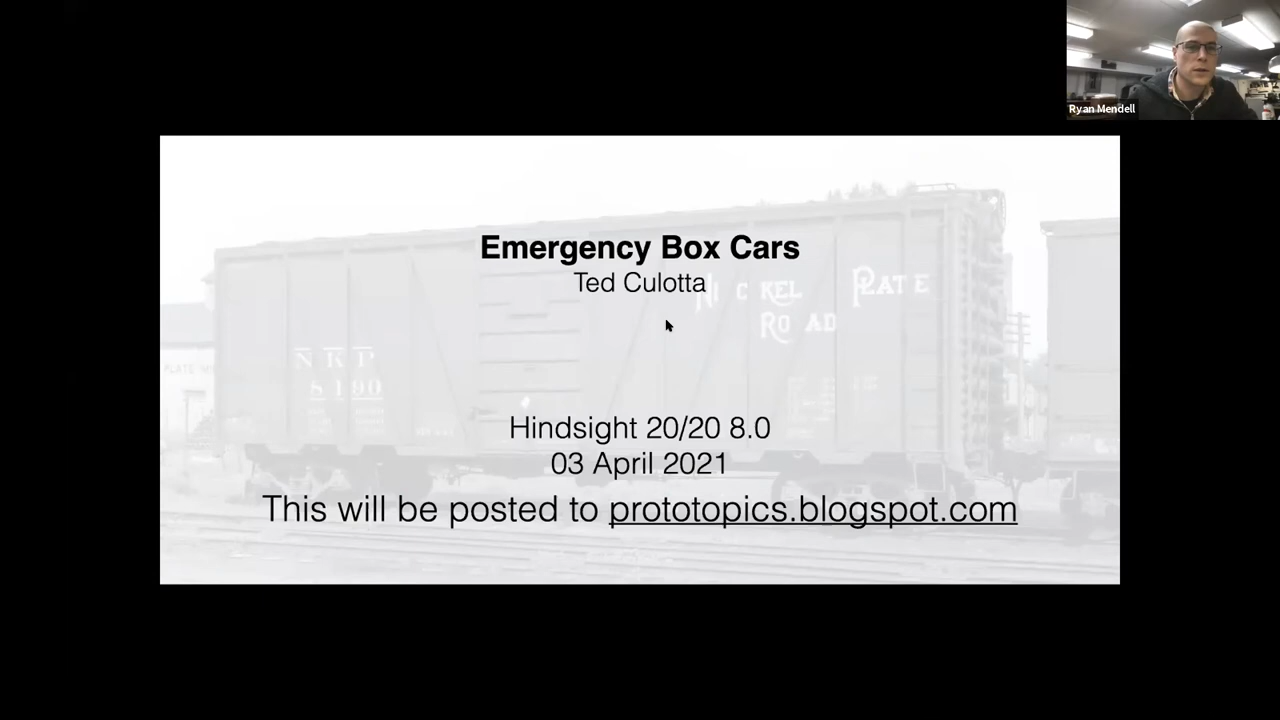 Ryan Mendell
Emergency Box Cars
Ted Culotta
NICKEL PLATE
ROAD
NKP
8190
Hindsight 20/20 8.0
03 April 2021
This will be posted to prototopics.blogspot.com